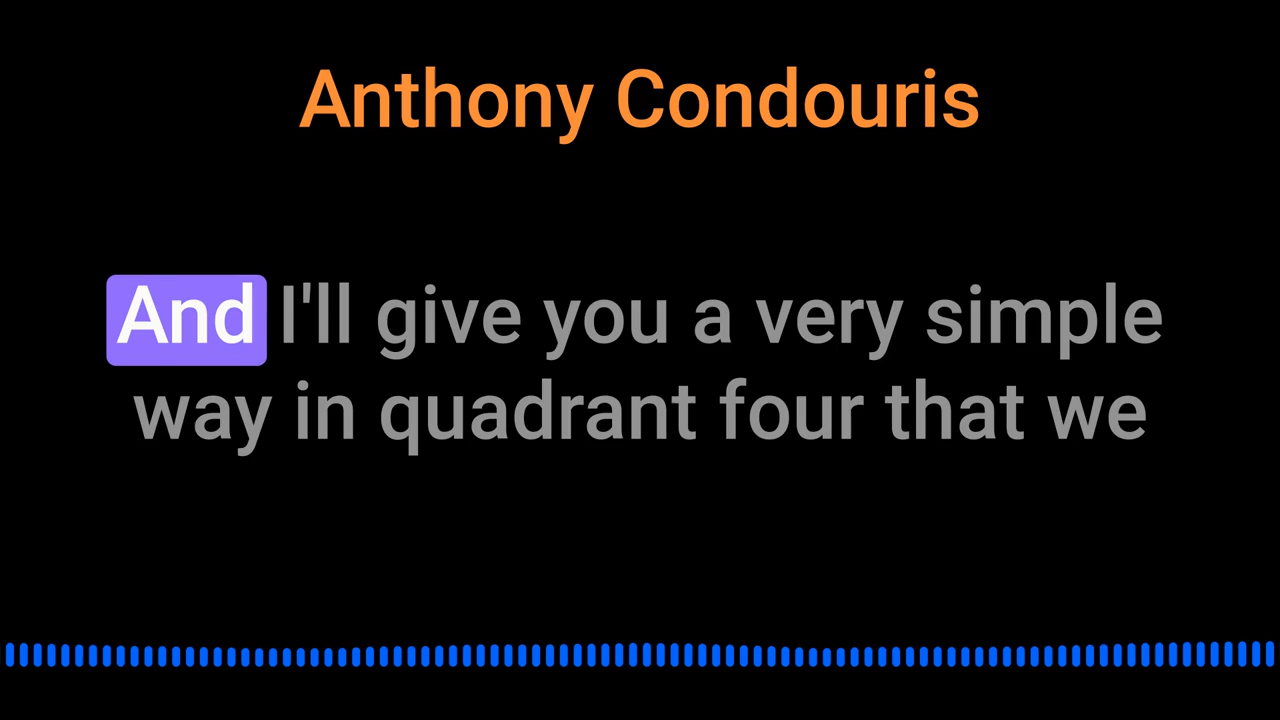 Anthony Condouris
And I'll give you a very simple
way in quadrant four that we